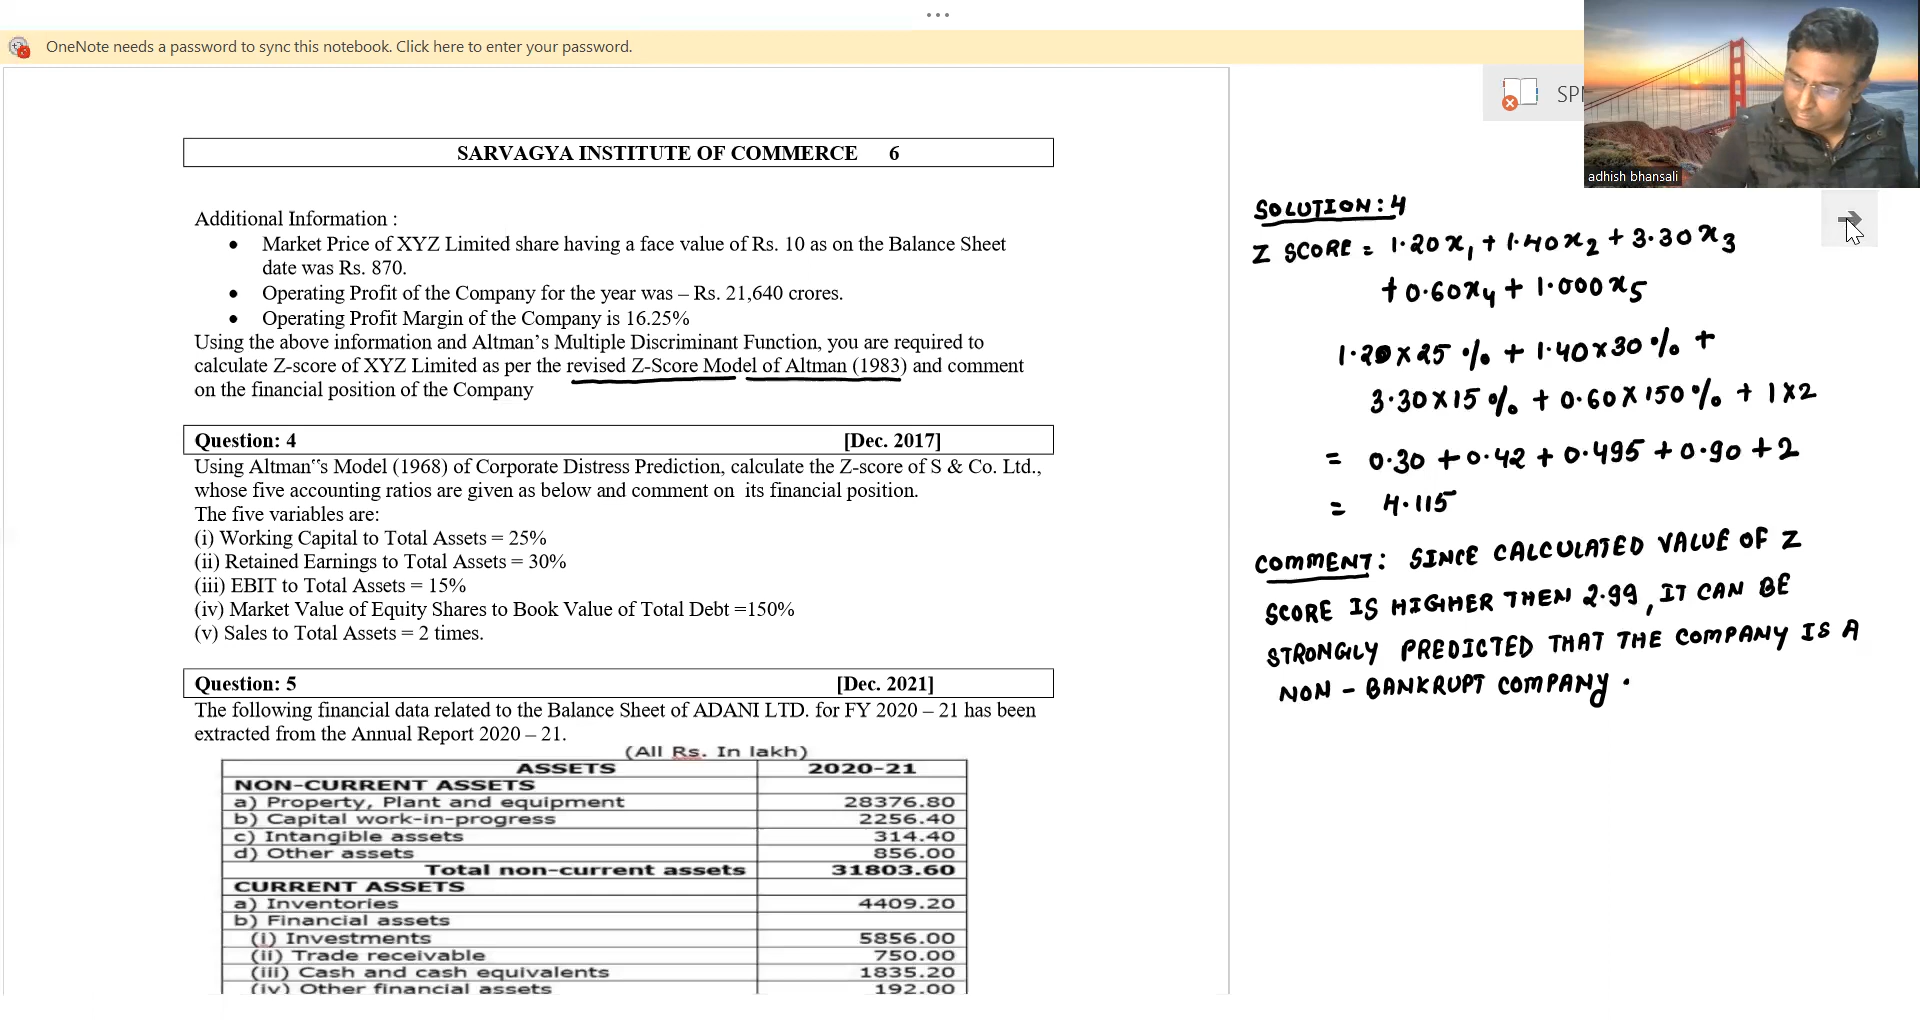 OneNote needs a password to sync this notebook. Click here to enter your password.
adhish bhansali
SARVAGYA INSTITUTE OF COMMERCE 6
Additional Information :
• Market Price of XYZ Limited share having a face value of Rs. 10 as on the Balance Sheet
date was Rs. 870.
• Operating Profit of the Company for the year was – Rs. 21,640 crores.
• Operating Profit Margin of the Company is 16.25%
Using the above information and Altman’s Multiple Discriminant Function, you are required to
calculate Z-score of XYZ Limited as per the revised Z-Score Model of Altman (1983) and comment
on the financial position of the Company
Question: 4 [Dec. 2017]
Using Altman‟‟s Model (1968) of Corporate Distress Prediction, calculate the Z-score of S & Co. Ltd.,
whose five accounting ratios are given as below and comment on its financial position.
The five variables are:
(i) Working Capital to Total Assets = 25%
(ii) Retained Earnings to Total Assets = 30%
(iii) EBIT to Total Assets = 15%
(iv) Market Value of Equity Shares to Book Value of Total Debt =150%
(v) Sales to Total Assets = 2 times.
Question: 5 [Dec. 2021]
The following financial data related to the Balance Sheet of ADANI LTD. for FY 2020 – 21 has been
extracted from the Annual Report 2020 – 21.
(All Rs. In lakh)
ASSETS 2020-21
NON-CURRENT ASSETS
a) Property, Plant and equipment 28376.80
b) Capital work-in-progress 2256.40
c) Intangible assets 314.40
d) Other assets 856.00
Total non-current assets 31803.60
CURRENT ASSETS
a) Inventories 4409.20
b) Financial assets
(i) Investments 5856.00
(ii) Trade receivable 750.00
(iii) Cash and cash equivalents 1835.20
(iv) Other financial assets 192.00
SOLUTION: 4
Z SCORE = 1.20x₁ + 1.40x₂ + 3.30x₃
+ 0.60x₄ + 1.000x₅
1.20 x 25 % + 1.40x30 % +
3.30x15 % + 0.60x150 % + 1x2
= 0.30 + 0.42 + 0.495 + 0.90 + 2
= 4.115
COMMENT: SINCE CALCULATED VALUE OF Z
SCORE IS HIGHER THEN 2.99, IT CAN BE
STRONGLY PREDICTED THAT THE COMPANY IS A
NON - BANKRUPT COMPANY .